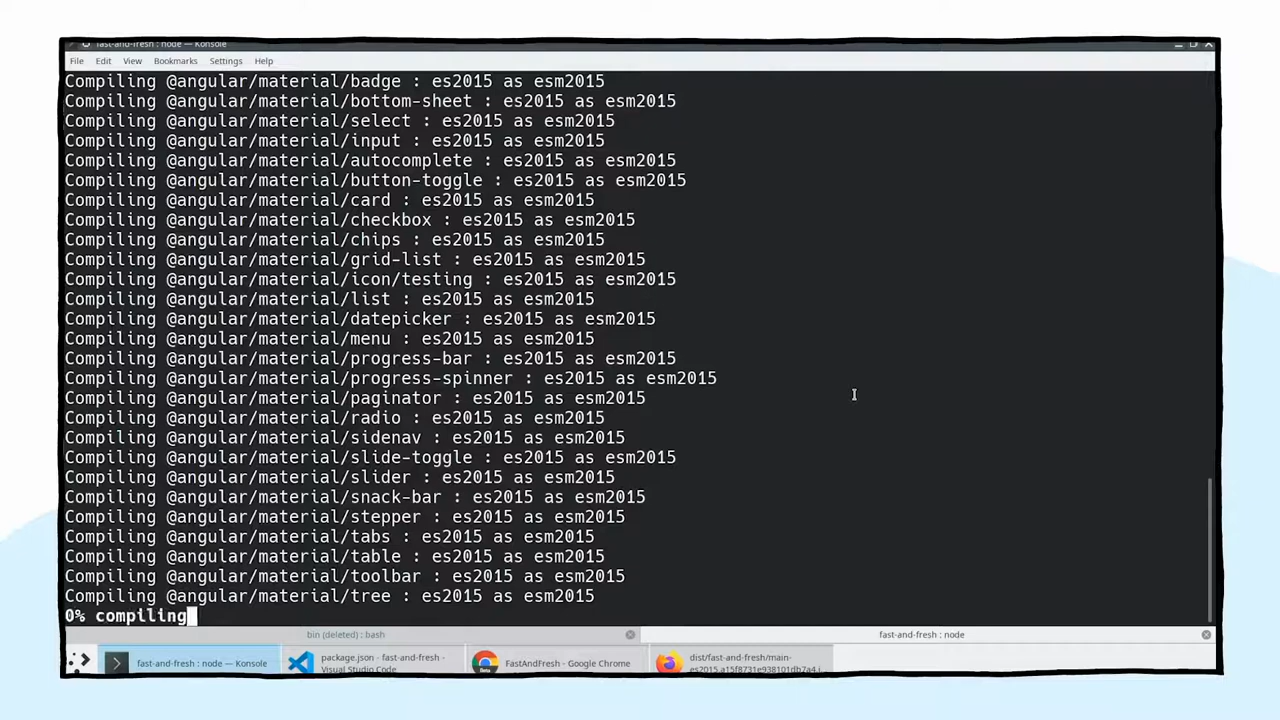 fast-and-fresh : node — Konsole
File Edit View Bookmarks Settings Help
Compiling @angular/material/badge : es2015 as esm2015
Compiling @angular/material/bottom-sheet : es2015 as esm2015
Compiling @angular/material/select : es2015 as esm2015
Compiling @angular/material/input : es2015 as esm2015
Compiling @angular/material/autocomplete : es2015 as esm2015
Compiling @angular/material/button-toggle : es2015 as esm2015
Compiling @angular/material/card : es2015 as esm2015
Compiling @angular/material/checkbox : es2015 as esm2015
Compiling @angular/material/chips : es2015 as esm2015
Compiling @angular/material/grid-list : es2015 as esm2015
Compiling @angular/material/icon/testing : es2015 as esm2015
Compiling @angular/material/list : es2015 as esm2015
Compiling @angular/material/datepicker : es2015 as esm2015
Compiling @angular/material/menu : es2015 as esm2015
Compiling @angular/material/progress-bar : es2015 as esm2015
Compiling @angular/material/progress-spinner : es2015 as esm2015
Compiling @angular/material/paginator : es2015 as esm2015
Compiling @angular/material/radio : es2015 as esm2015
Compiling @angular/material/sidenav : es2015 as esm2015
Compiling @angular/material/slide-toggle : es2015 as esm2015
Compiling @angular/material/slider : es2015 as esm2015
Compiling @angular/material/snack-bar : es2015 as esm2015
Compiling @angular/material/stepper : es2015 as esm2015
Compiling @angular/material/tabs : es2015 as esm2015
Compiling @angular/material/table : es2015 as esm2015
Compiling @angular/material/toolbar : es2015 as esm2015
Compiling @angular/material/tree : es2015 as esm2015
0% compiling
bin (deleted) : bash
fast-and-fresh : node
fast-and-fresh : node — Konsole
package.json - fast-and-fresh -
Visual Studio Code
Beta
FastAndFresh - Google Chrome
dist/fast-and-fresh/main-
es2015.a15f8731e938101db7a4.j...